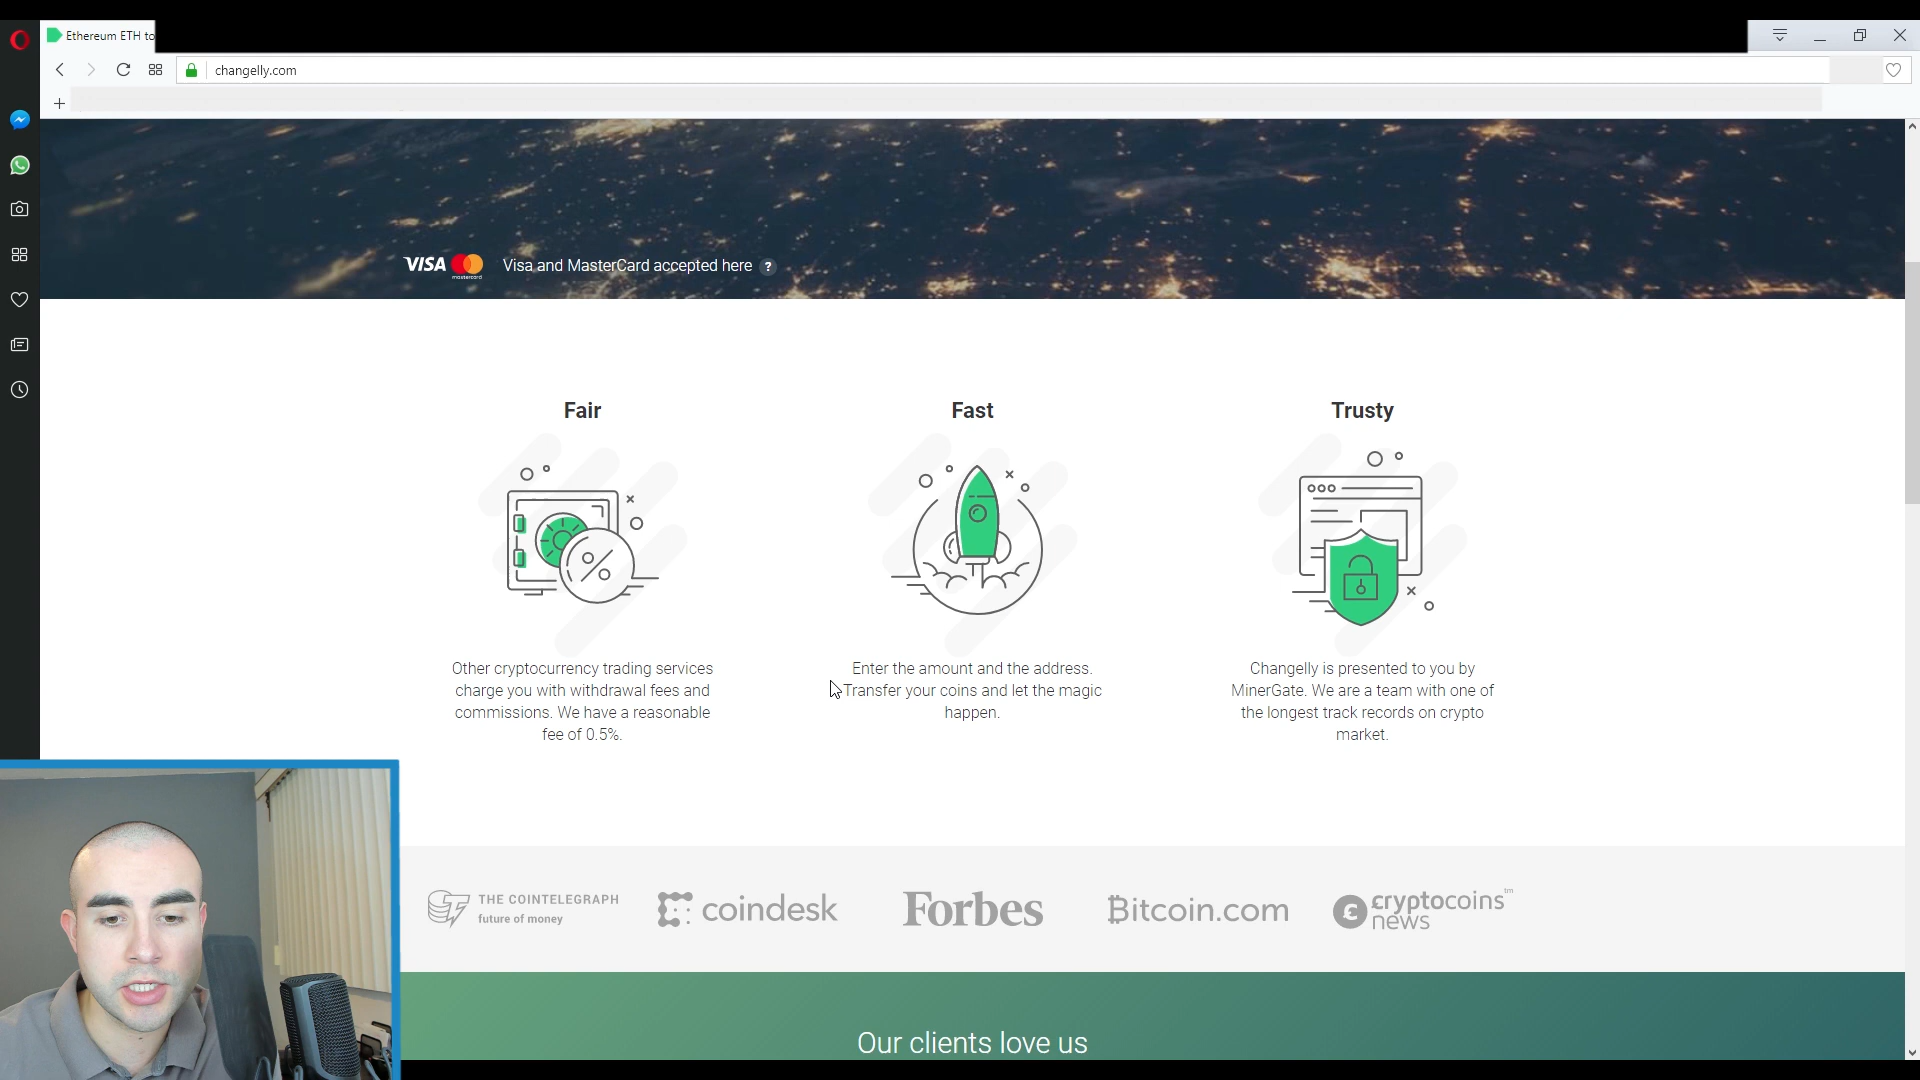 Ethereum ETH to
changelly.com
VISA mastercard Visa and MasterCard accepted here ?
Fair
Other cryptocurrency trading services
charge you with withdrawal fees and
commissions. We have a reasonable
fee of 0.5%.
Fast
Enter the amount and the address.
Transfer your coins and let the magic
happen.
Trusty
Changelly is presented to you by
MinerGate. We are a team with one of
the longest track records on crypto
market.
THE COINTELEGRAPH
future of money
coindesk
Forbes
Bitcoin.com
cryptocoins™
news
Our clients love us